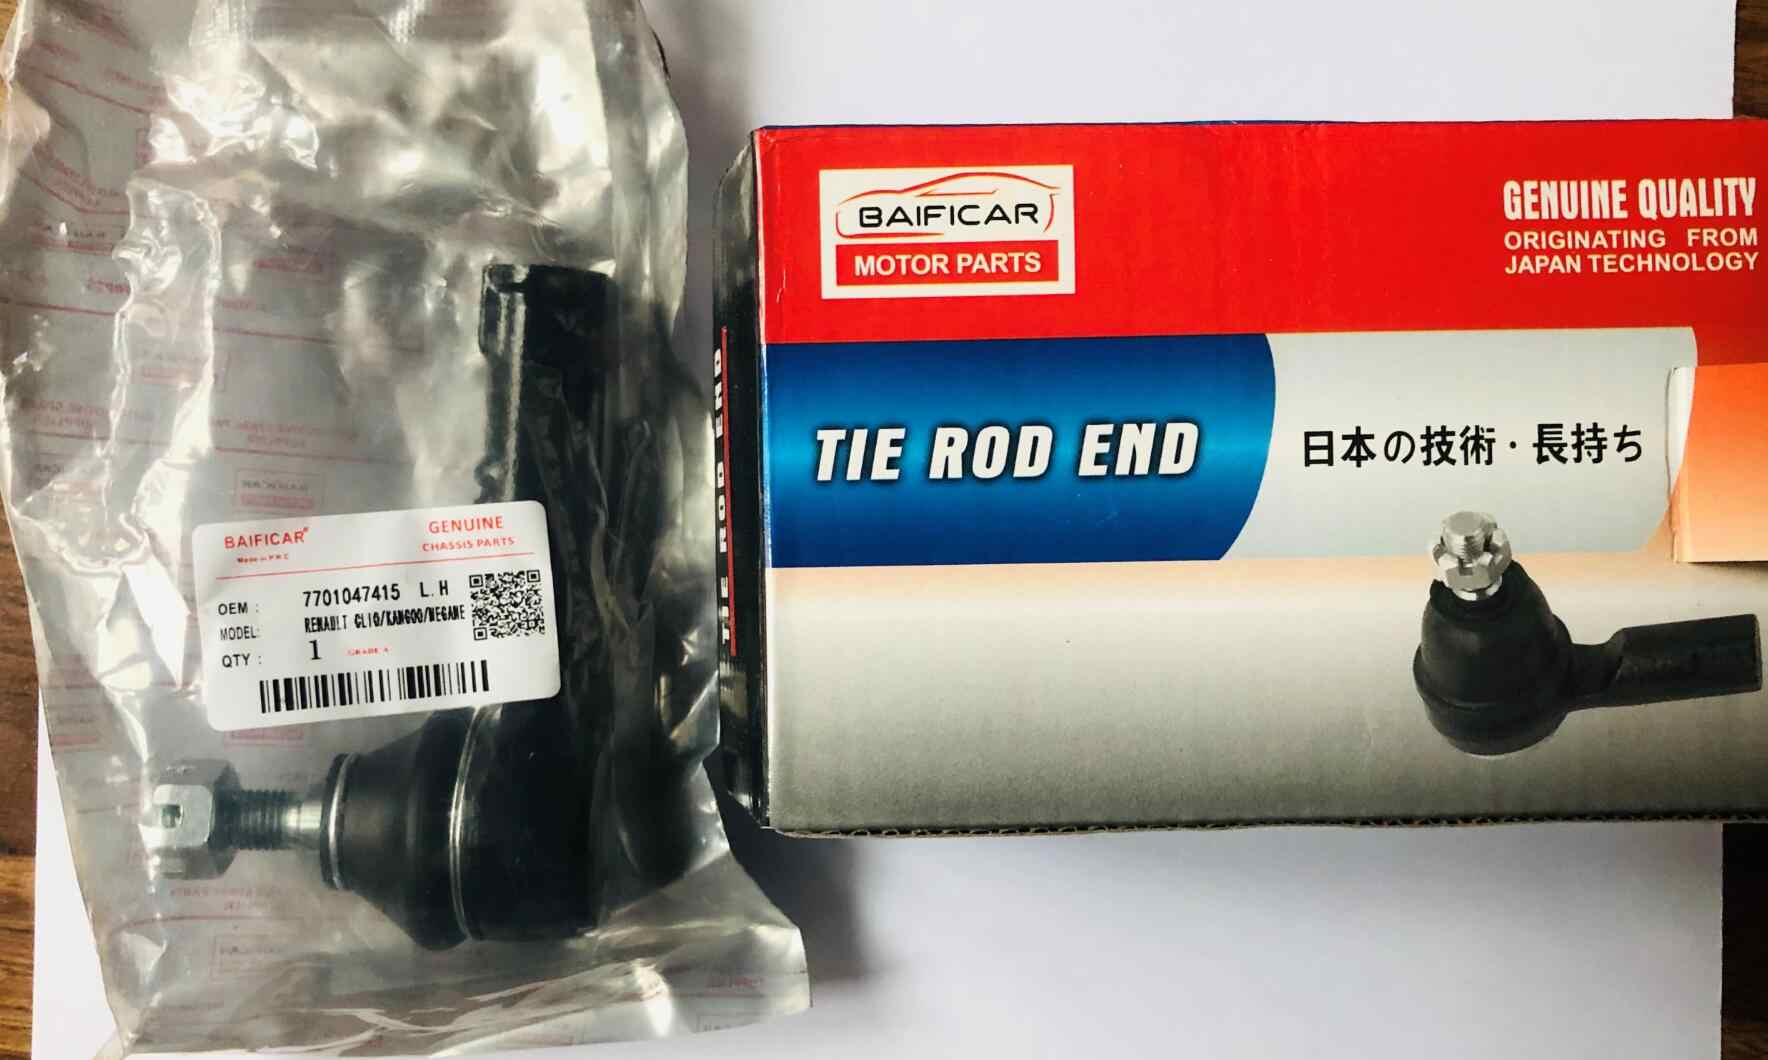 BAIFICAR
Made in P.R.C
GENUINE
CHASSIS PARTS
OEM : 7701047415 L.H
MODEL: RENAULT CLIO/KANGOO/MEGANE
QTY : 1 GRADE A
TIE ROD END
BAIFICAR
MOTOR PARTS
GENUINE QUALITY
ORIGINATING FROM
JAPAN TECHNOLOGY
TIE ROD END
日本の技術・長持ち